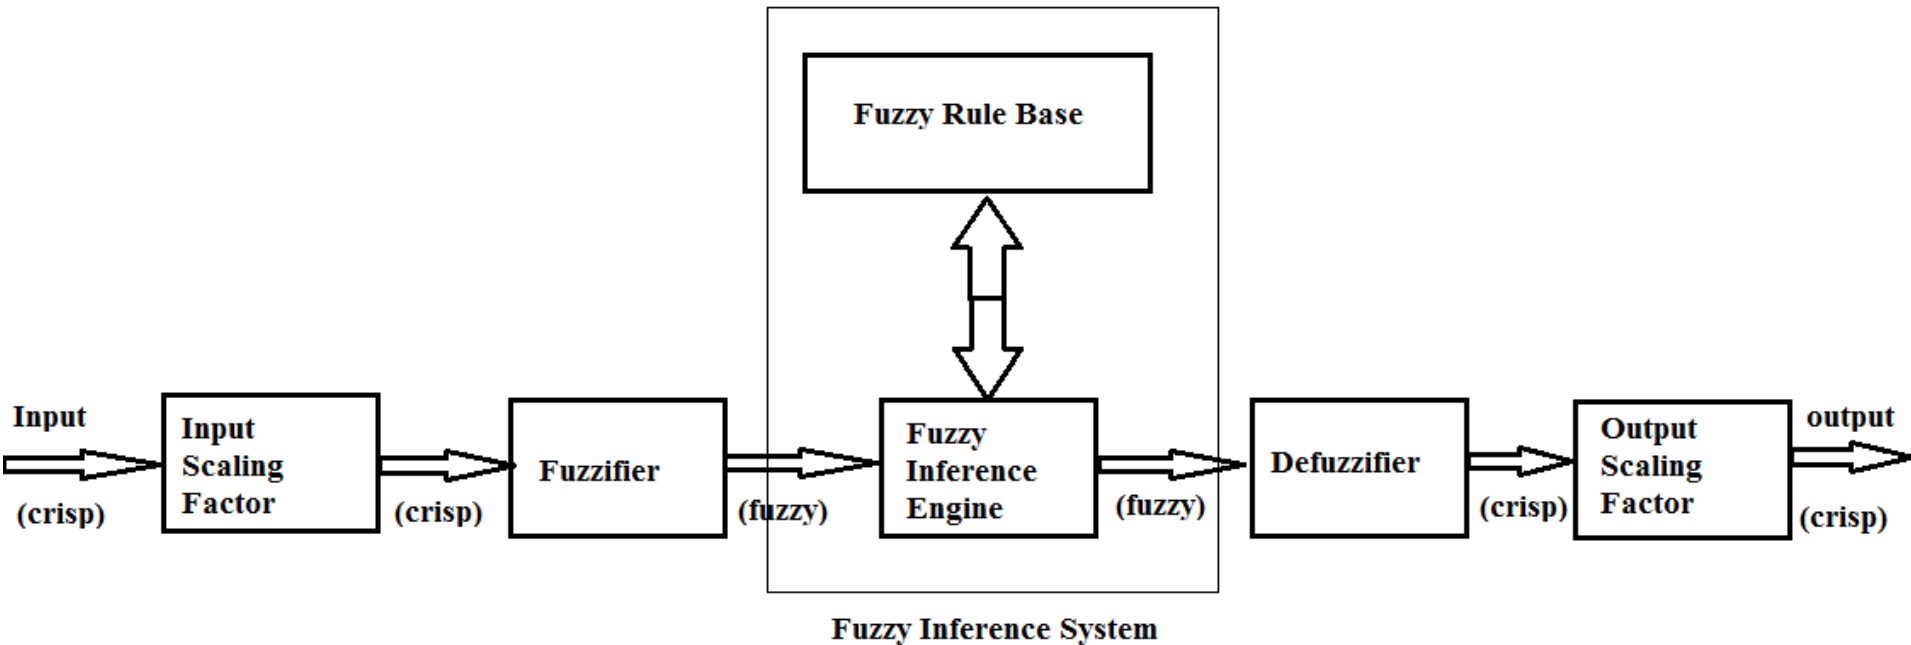 Fuzzy Rule Base
Input
(crisp)
Input
Scaling
Factor
(crisp)
Fuzzifier
(fuzzy)
Fuzzy
Inference
Engine
(fuzzy)
Defuzzifier
(crisp)
Output
Scaling
Factor
output
(crisp)
Fuzzy Inference System